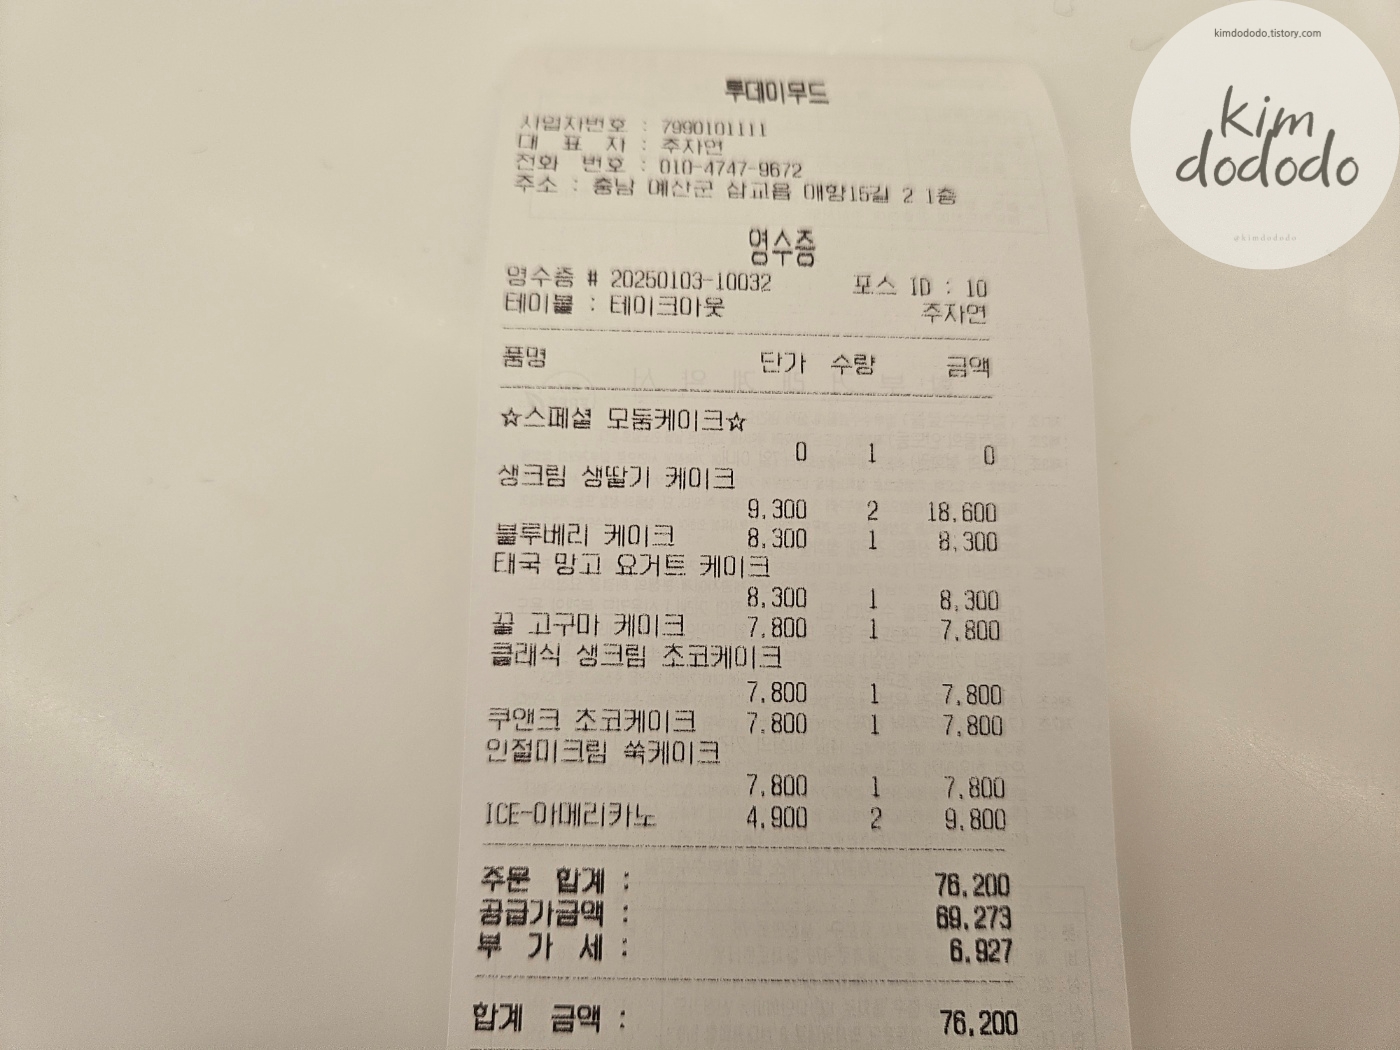 kimdododo.tistory.com
kim
dododo
@kimdododo
투데이무드
사업자번호 : 7990101111
대 표 자 : 주자연
전화 번호 : 010-4747-9672
주소 : 충남 예산군 삽교읍 애향15길 2 1층
영수증
영수증 # 20250103-10032 포스 ID : 10
테이블 : 테이크아웃 주자연
품명 단가 수량 금액
☆스페셜 모둠케이크☆
0 1 0
생크림 생딸기 케이크
9,300 2 18,600
블루베리 케이크 8,300 1 8,300
태국 망고 요거트 케이크
8,300 1 8,300
꿀 고구마 케이크 7,800 1 7,800
클래식 생크림 초코케이크
7,800 1 7,800
쿠앤크 초코케이크 7,800 1 7,800
인절미크림 쑥케이크
7,800 1 7,800
ICE-아메리카노 4,900 2 9,800
주문 합계 : 76,200
공급가금액 : 69,273
부 가 세 : 6,927
합계 금액 : 76,200